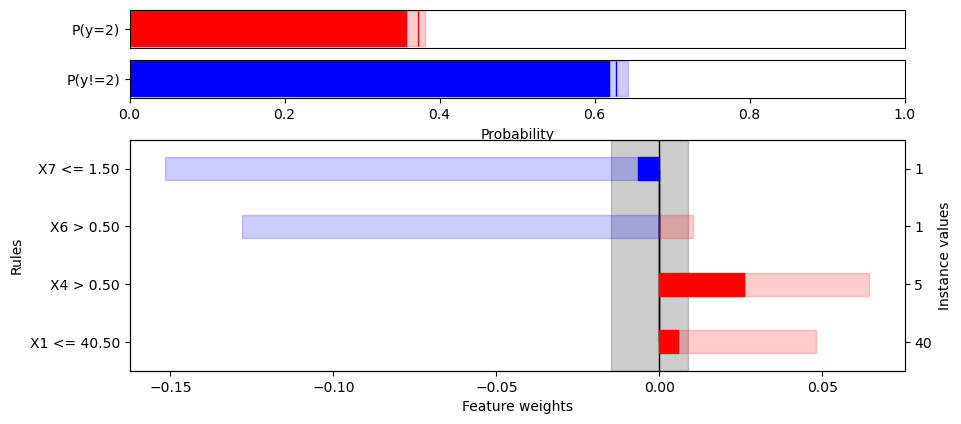 P(y=2)
P(y!=2)
0.0 0.2 0.4 0.6 0.8 1.0
Probability
X7 <= 1.50 1
X6 > 0.50 1
X4 > 0.50 5
X1 <= 40.50 40
Rules
Instance values
−0.15 −0.10 −0.05 0.00 0.05
Feature weights